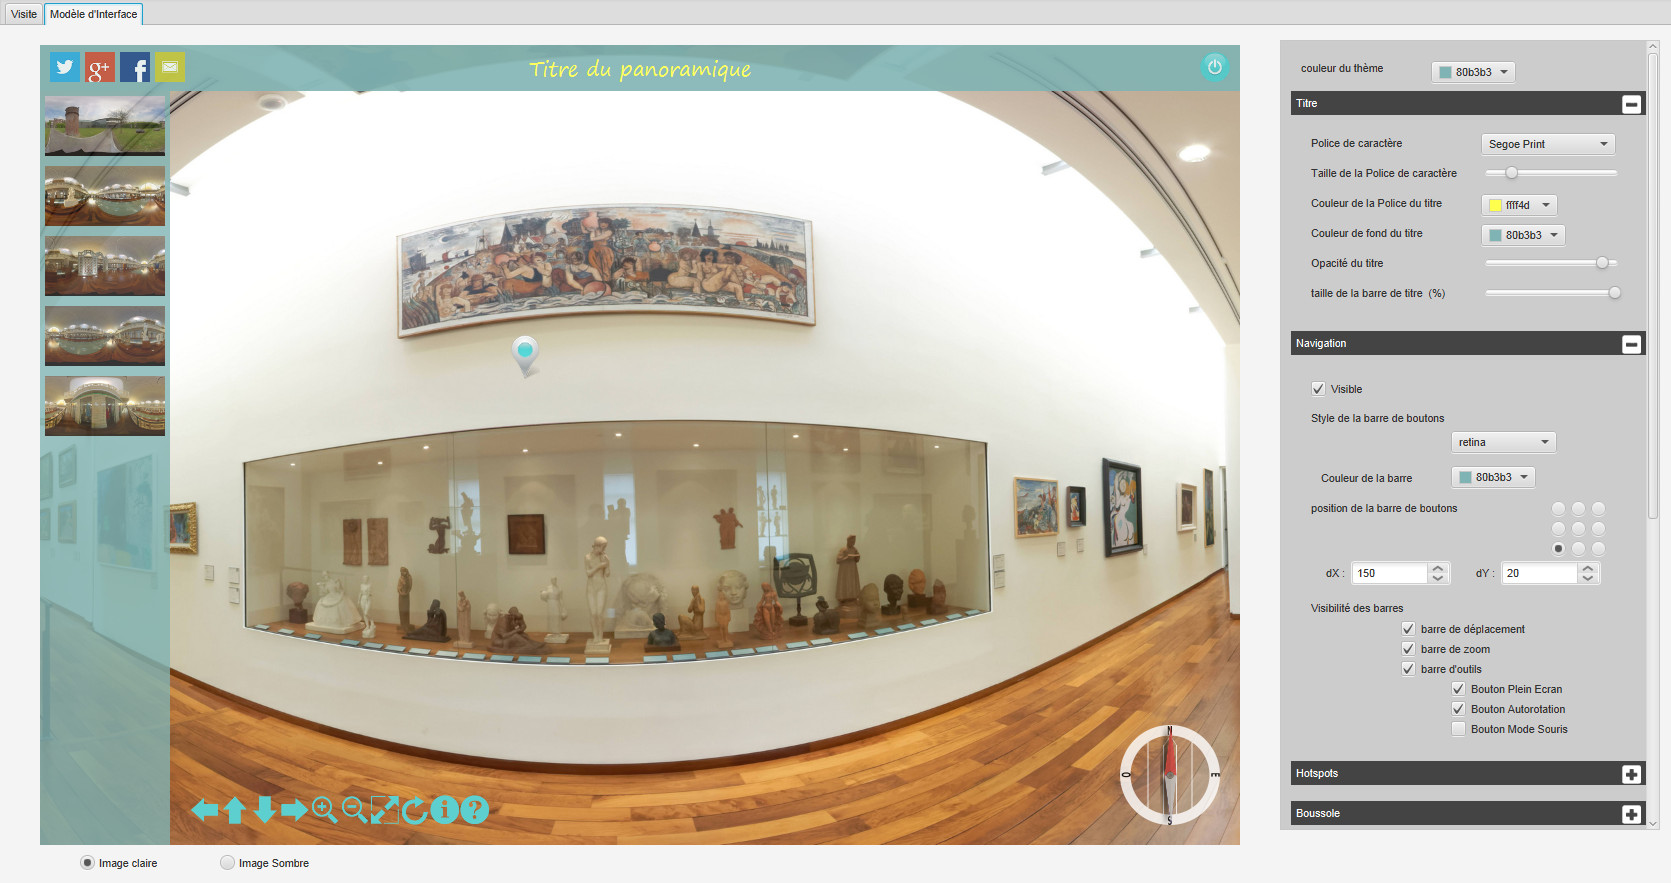 Visite
Modèle d'Interface
g+
f
Titre du panoramique
couleur du thème
80b3b3
Titre
Police de caractère
Segoe Print
Taille de la Police de caractère
Couleur de la Police du titre
ffff4d
Couleur de fond du titre
80b3b3
Opacité du titre
taille de la barre de titre (%)
Navigation
Visible
Style de la barre de boutons
retina
Couleur de la barre
80b3b3
position de la barre de boutons
dX :
150
dY :
20
Visibilité des barres
barre de déplacement
barre de zoom
barre d'outils
Bouton Plein Ecran
Bouton Autorotation
Bouton Mode Souris
Hotspots
Boussole
N
O
E
S
i
?
Image claire
Image Sombre